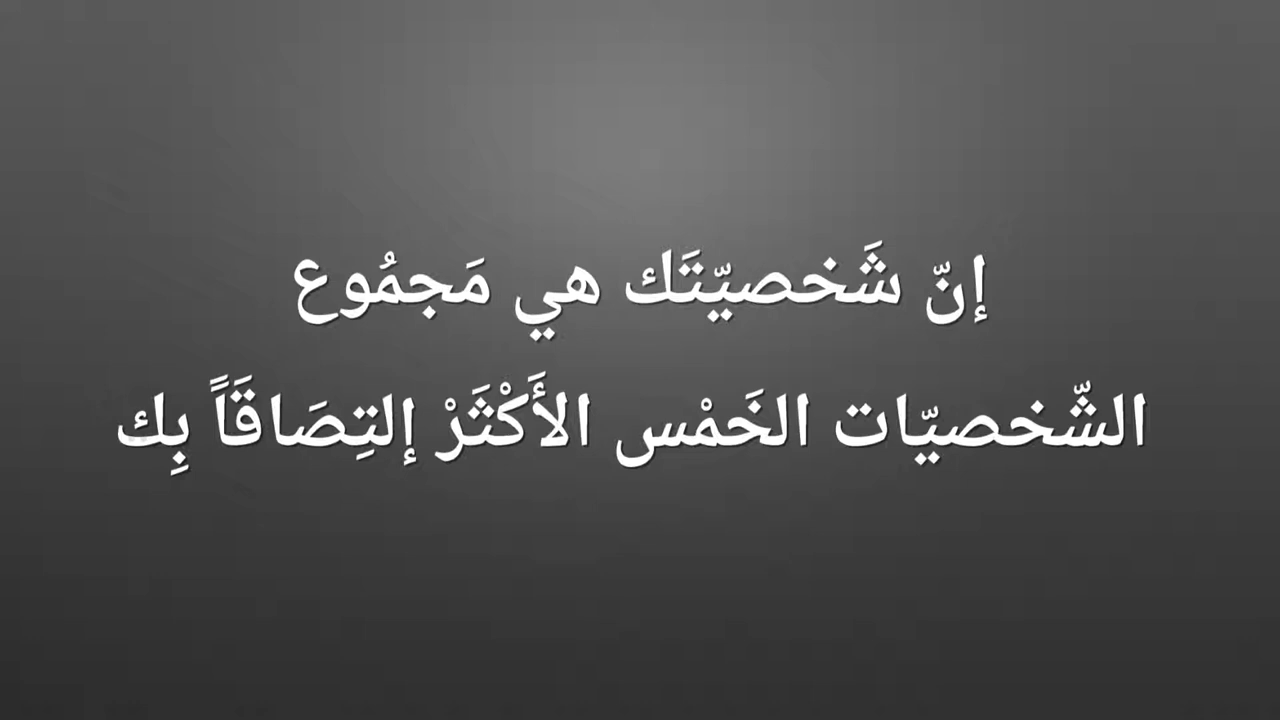 إنّ شَخصيّتَك هي مَجمُوع
الشّخصيّات الخَمْس الأَكْثَرْ إلتِصَاقَاً بِك